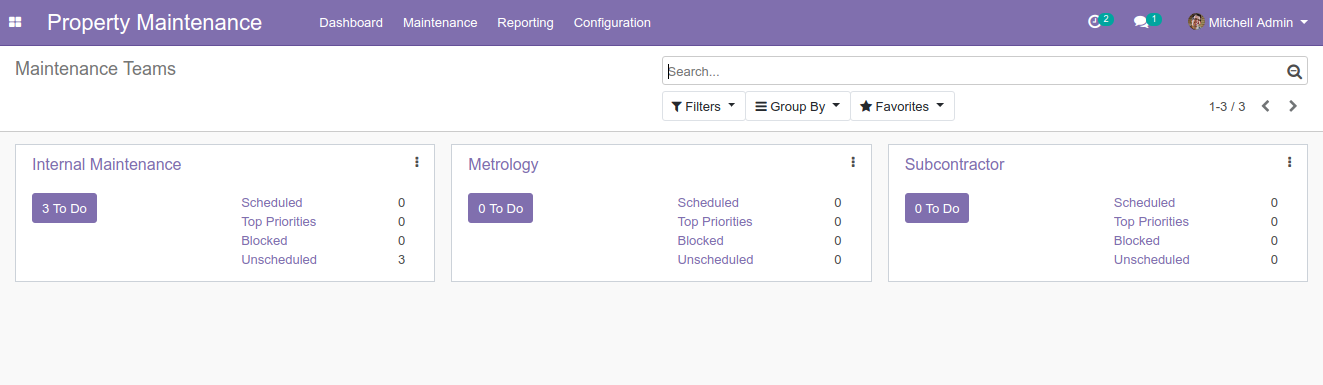 Property Maintenance Dashboard Maintenance Reporting Configuration 2 1 Mitchell Admin
Maintenance Teams
Search...
Filters Group By Favorites 1-3 / 3
Internal Maintenance
3 To Do
Scheduled 0
Top Priorities 0
Blocked 0
Unscheduled 3
Metrology
0 To Do
Scheduled 0
Top Priorities 0
Blocked 0
Unscheduled 0
Subcontractor
0 To Do
Scheduled 0
Top Priorities 0
Blocked 0
Unscheduled 0